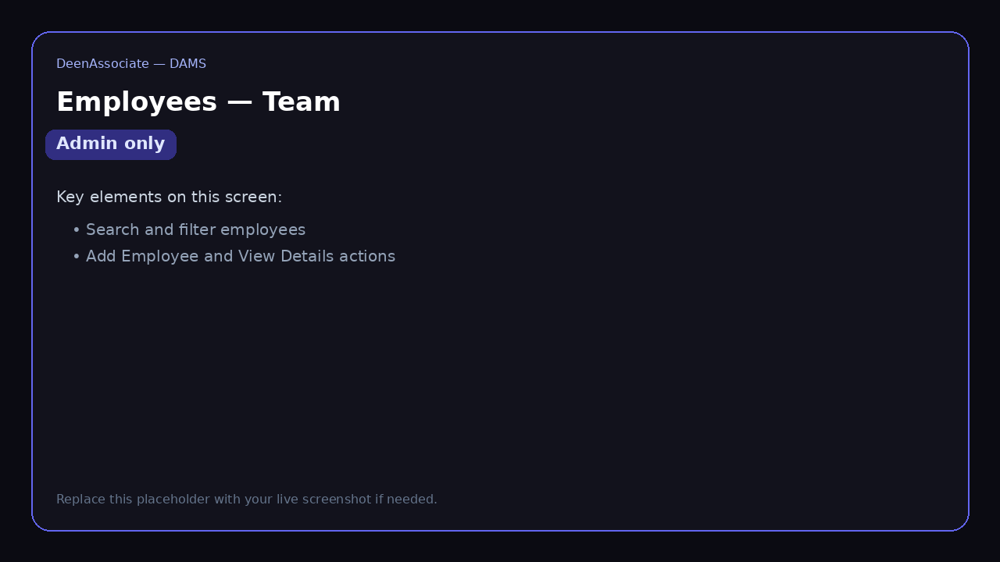 DeenAssociate — DAMS
Employees — Team
Admin only
Key elements on this screen:
• Search and filter employees
• Add Employee and View Details actions
Replace this placeholder with your live screenshot if needed.